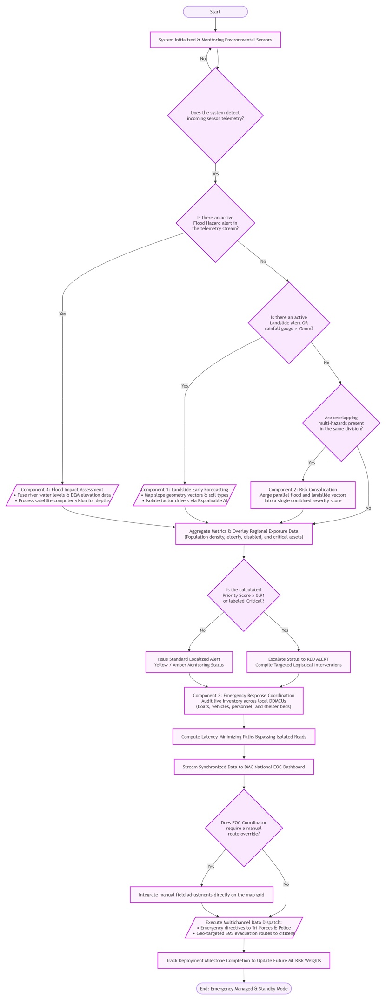 Start
System Initialized & Monitoring Environmental Sensors
No
Does the system detect
incoming sensor telemetry?
Yes
Is there an active
Flood Hazard alert in
the telemetry stream?
No
Is there an active
Landslide alert OR
rainfall gauge ≥ 75mm?
Yes
No
Yes
Are overlapping
multi-hazards present
in the same division?
Yes
Component 4: Flood Impact Assessment
• Fuse river water levels & DEM elevation data
• Process satellite computer vision for depths
Component 1: Landslide Early Forecasting
• Map slope geometry vectors & soil types
• Isolate factor drivers via Explainable AI
Component 2: Risk Consolidation
Merge parallel flood and landslide vectors
into a single combined severity score
No
Aggregate Metrics & Overlay Regional Exposure Data
(Population density, elderly, disabled, and critical assets)
Is the calculated
Priority Score ≥ 0.91
or labeled 'Critical'?
No
Yes
Issue Standard Localized Alert
Yellow / Amber Monitoring Status
Escalate Status to RED ALERT
Compile Targeted Logistical Interventions
Component 3: Emergency Response Coordination
Audit live inventory across local DDMCUs
(Boats, vehicles, personnel, and shelter beds)
Compute Latency-Minimizing Paths Bypassing Isolated Roads
Stream Synchronized Data to DMC National EOC Dashboard
Does EOC Coordinator
require a manual
route override?
Yes
No
Integrate manual field adjustments directly on the map grid
Execute Multichannel Data Dispatch:
• Emergency directives to Tri-Forces & Police
• Geo-targeted SMS evacuation routes to citizens
Track Deployment Milestone Completion to Update Future ML Risk Weights
End: Emergency Managed & Standby Mode